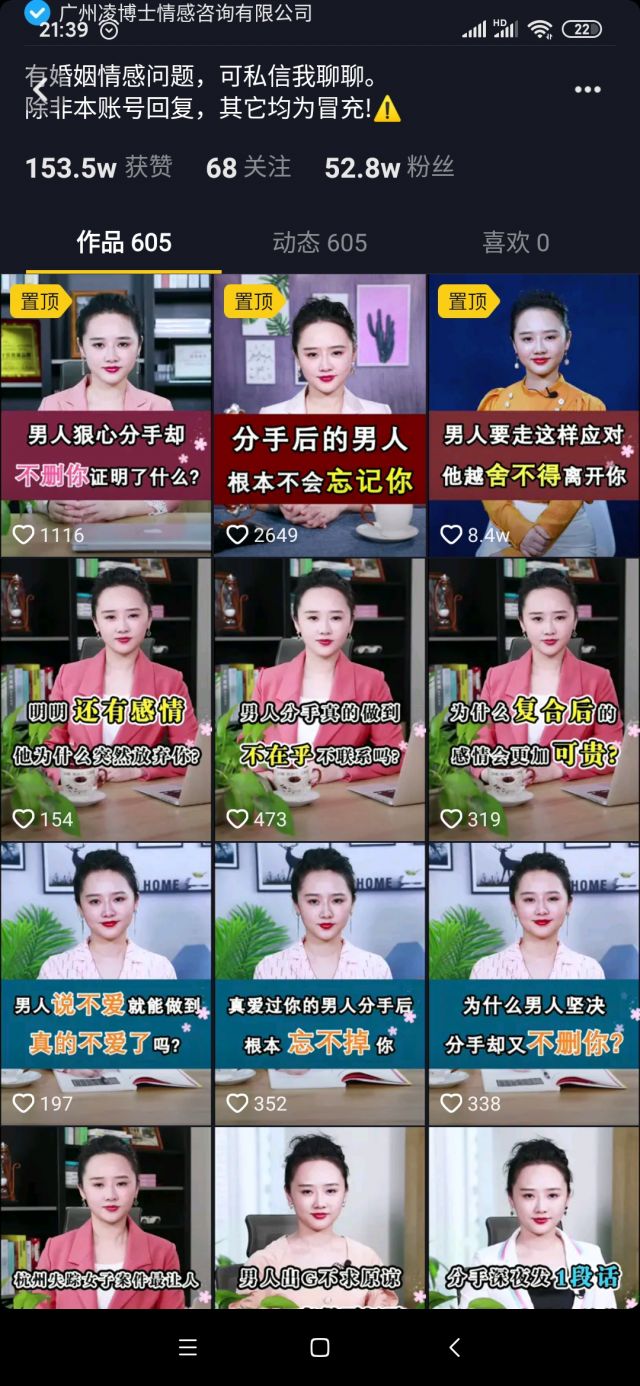 广州凌博士情感咨询有限公司
21:39
HD
22
有婚姻情感问题，可私信我聊聊。
除非本账号回复，其它均为冒充!⚠️
153.5w 获赞 68 关注 52.8w 粉丝
作品 605 动态 605 喜欢 0
置顶
男人狠心分手却
不删你证明了什么?
1116
置顶
分手后的男人
根本不会忘记你
2649
置顶
男人要走这样应对
他越舍不得离开你
8.4w
明明还有感情
他为什么突然放弃你?
154
男人分手真的做到
不在乎不联系吗?
473
为什么复合后的
感情会更加可贵?
319
HOME
男人说不爱就能做到
真的不爱了吗?
197
HOME
真爱过你的男人分手后
根本忘不掉你
352
为什么男人坚决
分手却又不删你?
338
杭州失踪女子案件最让人
男人出G不求原谅
分手深夜发1段话